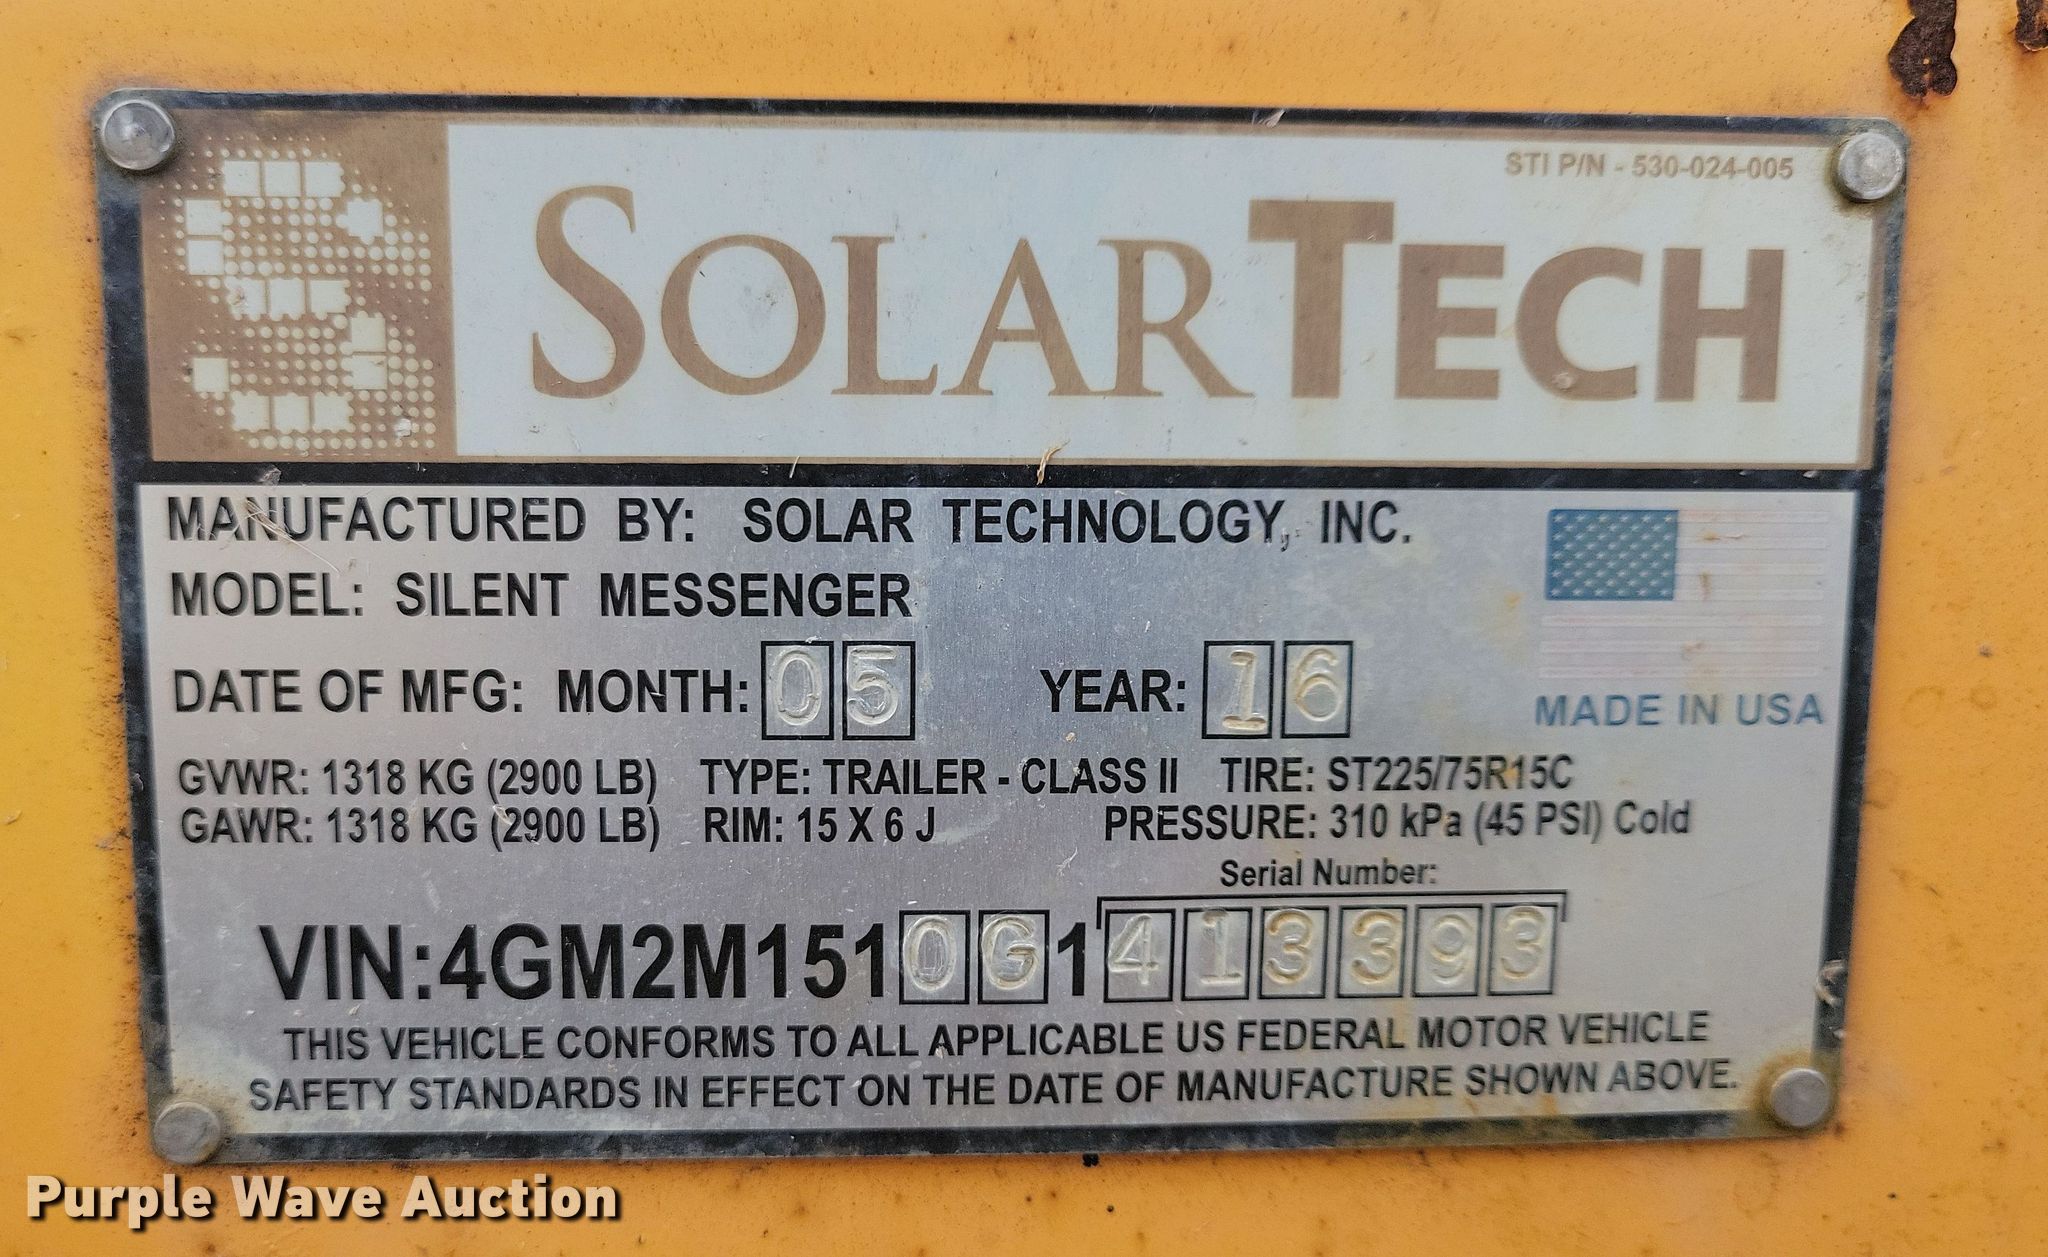 STI P/N - 530-024-005
SOLARTECH
MANUFACTURED BY: SOLAR TECHNOLOGY, INC.
MODEL: SILENT MESSENGER
DATE OF MFG: MONTH: 05 YEAR: 16
MADE IN USA
GVWR: 1318 KG (2900 LB) TYPE: TRAILER - CLASS II TIRE: ST225/75R15C
GAWR: 1318 KG (2900 LB) RIM: 15 X 6 J PRESSURE: 310 kPa (45 PSI) Cold
Serial Number:
VIN:4GM2M1510G1413393
THIS VEHICLE CONFORMS TO ALL APPLICABLE US FEDERAL MOTOR VEHICLE
SAFETY STANDARDS IN EFFECT ON THE DATE OF MANUFACTURE SHOWN ABOVE.
Purple Wave Auction